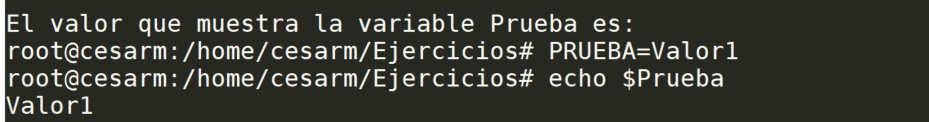 El valor que muestra la variable Prueba es:
root@cesarm:/home/cesarm/Ejercicios# PRUEBA=Valor1
root@cesarm:/home/cesarm/Ejercicios# echo $Prueba
Valor1